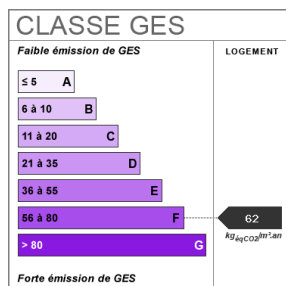 CLASSE GES
Faible émission de GES
LOGEMENT
≤ 5 A
6 à 10 B
11 à 20 C
21 à 35 D
36 à 55 E
56 à 80 F
62
kgéqCO2/m².an
> 80 G
Forte émission de GES